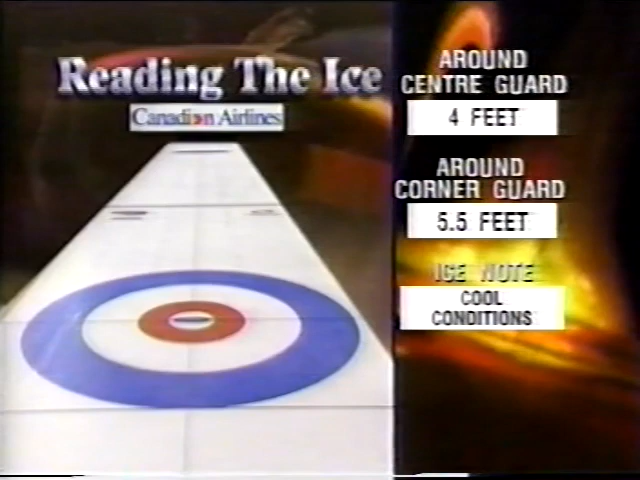 Reading The Ice
Canadian Airlines
AROUND
CENTRE GUARD
4 FEET
AROUND
CORNER GUARD
5.5 FEET
ICE NOTE
COOL
CONDITIONS